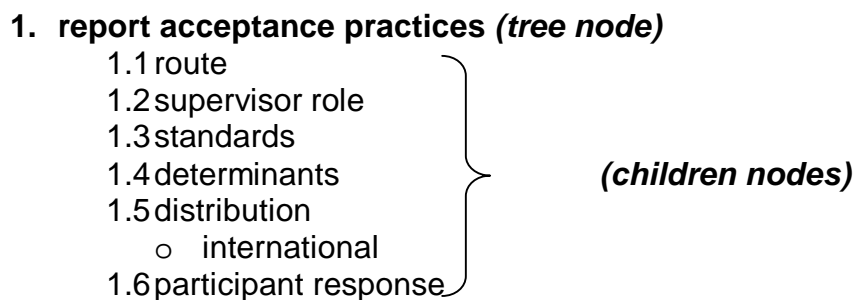 1. report acceptance practices (tree node)
1.1 route
1.2 supervisor role
1.3 standards
1.4 determinants (children nodes)
1.5 distribution
o international
1.6 participant response